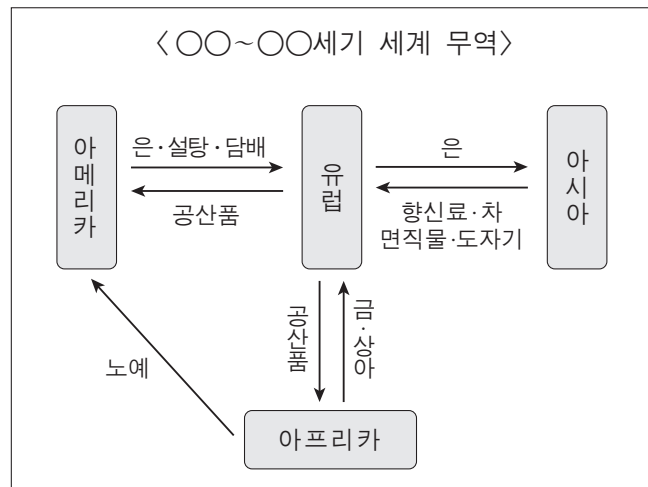 〈 ○○~○○세기 세계 무역〉
아메리카
은·설탕·담배
공산품
유럽
은
향신료·차
면직물·도자기
아시아
노예
공산품
금·상아
아프리카